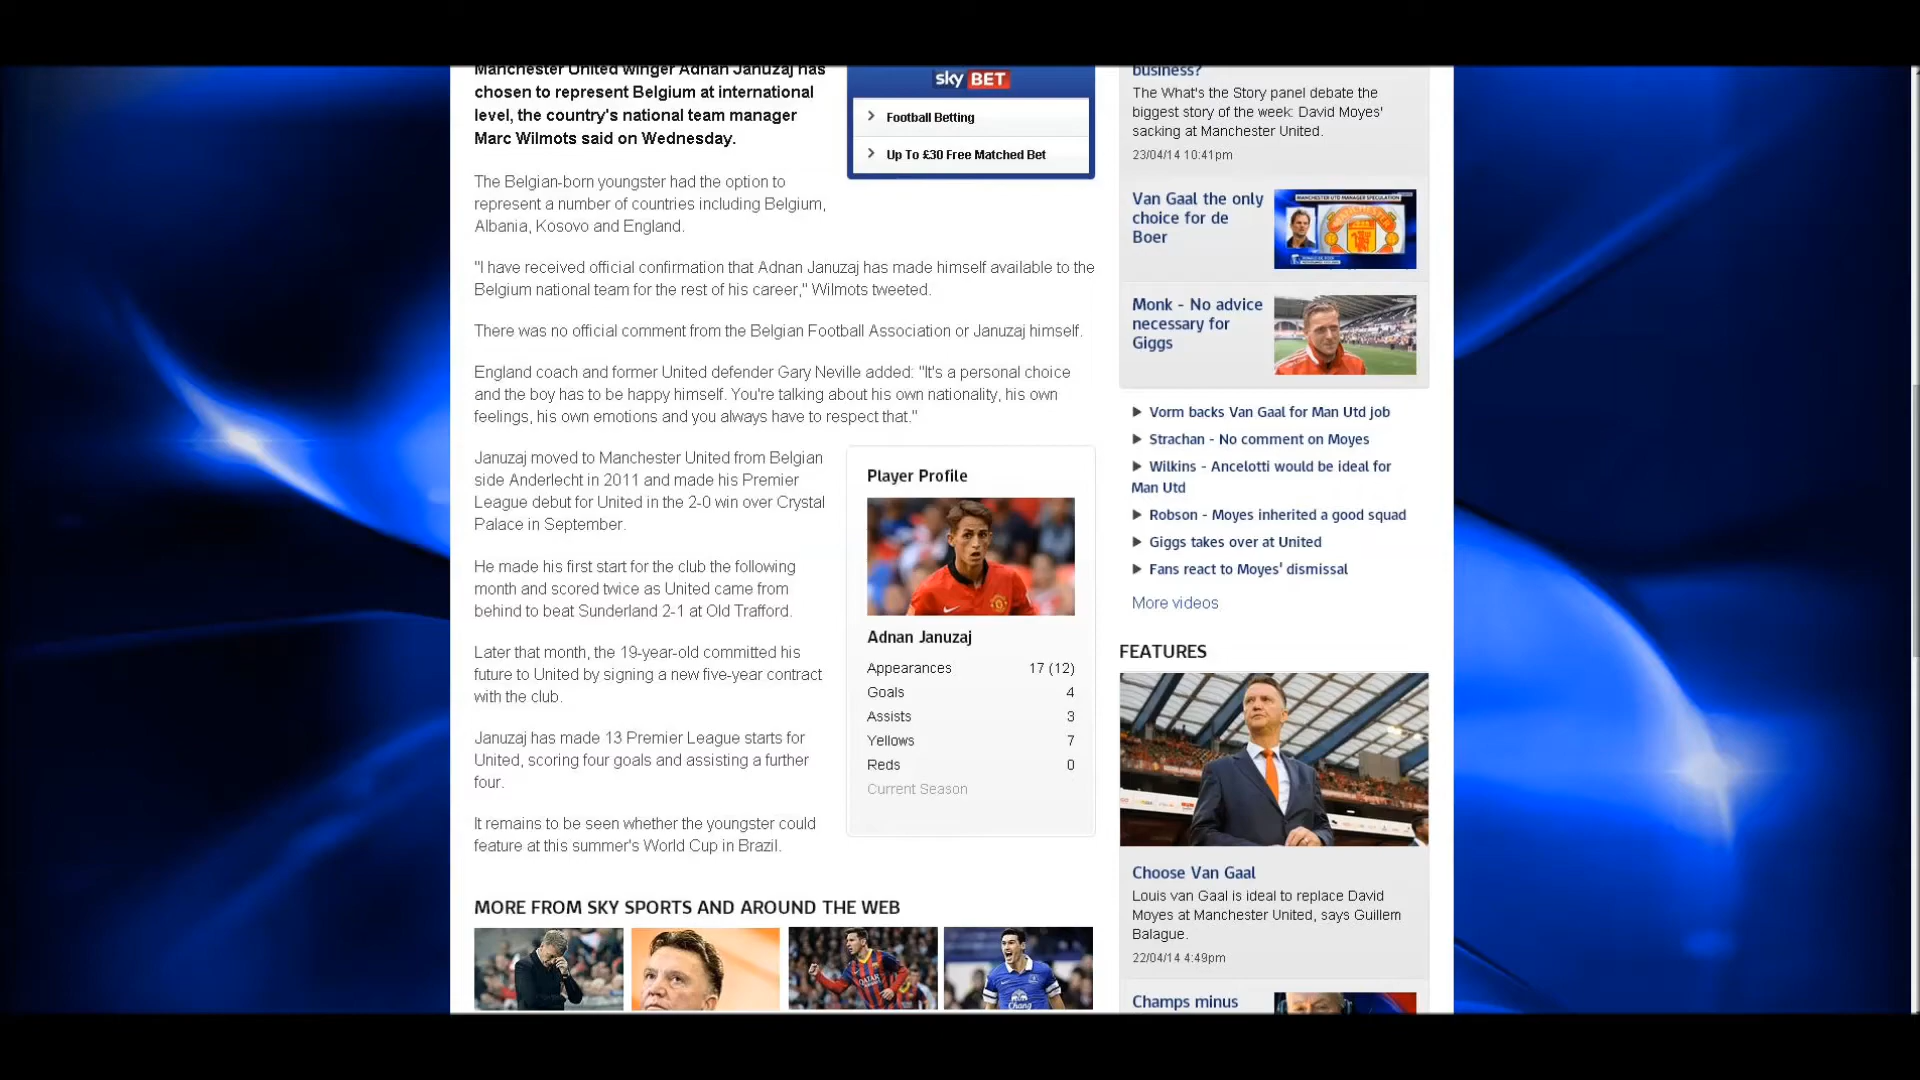 Manchester United winger Adnan Januzaj has
chosen to represent Belgium at international
level, the country's national team manager
Marc Wilmots said on Wednesday.
The Belgian-born youngster had the option to
represent a number of countries including Belgium,
Albania, Kosovo and England.
"I have received official confirmation that Adnan Januzaj has made himself available to the
Belgium national team for the rest of his career," Wilmots tweeted.
There was no official comment from the Belgian Football Association or Januzaj himself.
England coach and former United defender Gary Neville added: "It's a personal choice
and the boy has to be happy himself. You're talking about his own nationality, his own
feelings, his own emotions and you always have to respect that."
Januzaj moved to Manchester United from Belgian
side Anderlecht in 2011 and made his Premier
League debut for United in the 2-0 win over Crystal
Palace in September.
He made his first start for the club the following
month and scored twice as United came from
behind to beat Sunderland 2-1 at Old Trafford.
Later that month, the 19-year-old committed his
future to United by signing a new five-year contract
with the club.
Januzaj has made 13 Premier League starts for
United, scoring four goals and assisting a further
four.
It remains to be seen whether the youngster could
feature at this summer's World Cup in Brazil.
MORE FROM SKY SPORTS AND AROUND THE WEB
sky BET
Football Betting
Up To £30 Free Matched Bet
Player Profile
Adnan Januzaj
Appearances 17 (12)
Goals 4
Assists 3
Yellows 7
Reds 0
Current Season
business?
The What's the Story panel debate the
biggest story of the week: David Moyes'
sacking at Manchester United.
23/04/14 10:41pm
Van Gaal the only
choice for de
Boer
MANCHESTER UTD MANAGER SPECULATION
Monk - No advice
necessary for
Giggs
Vorm backs Van Gaal for Man Utd job
Strachan - No comment on Moyes
Wilkins - Ancelotti would be ideal for
Man Utd
Robson - Moyes inherited a good squad
Giggs takes over at United
Fans react to Moyes' dismissal
More videos
FEATURES
Choose Van Gaal
Louis van Gaal is ideal to replace David
Moyes at Manchester United, says Guillem
Balague.
22/04/14 4:49pm
Champs minus